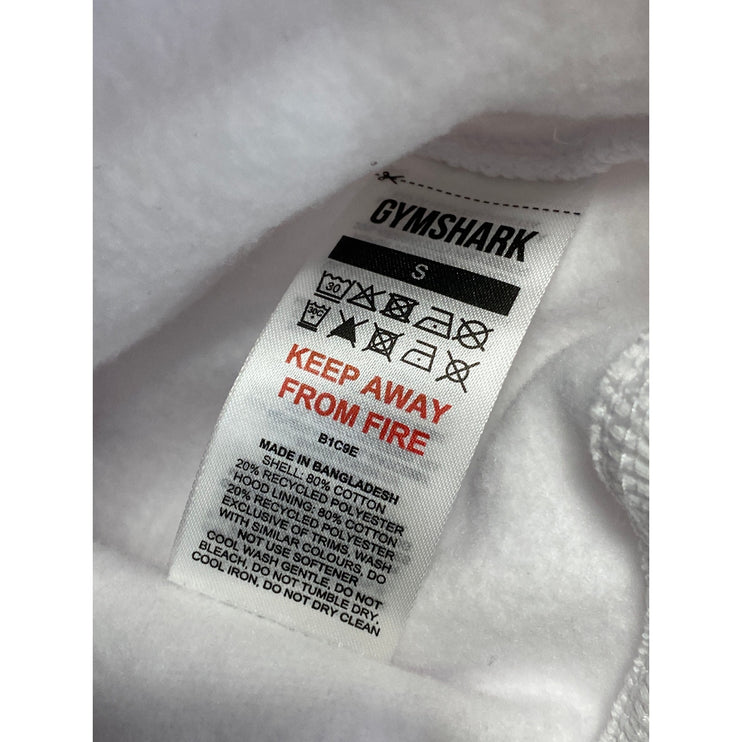 GYMSHARK
S
30
30C
KEEP AWAY
FROM FIRE
B1C9E
MADE IN BANGLADESH
SHELL: 80% COTTON
20% RECYCLED POLYESTER
HOOD LINING: 80% COTTON
20% RECYCLED POLYESTER
EXCLUSIVE OF TRIMS, WASH
WITH SIMILAR COLOURS, DO
NOT USE SOFTENER
COOL WASH GENTLE, DO NOT
BLEACH, DO NOT TUMBLE DRY.
COOL IRON, DO NOT DRY CLEAN